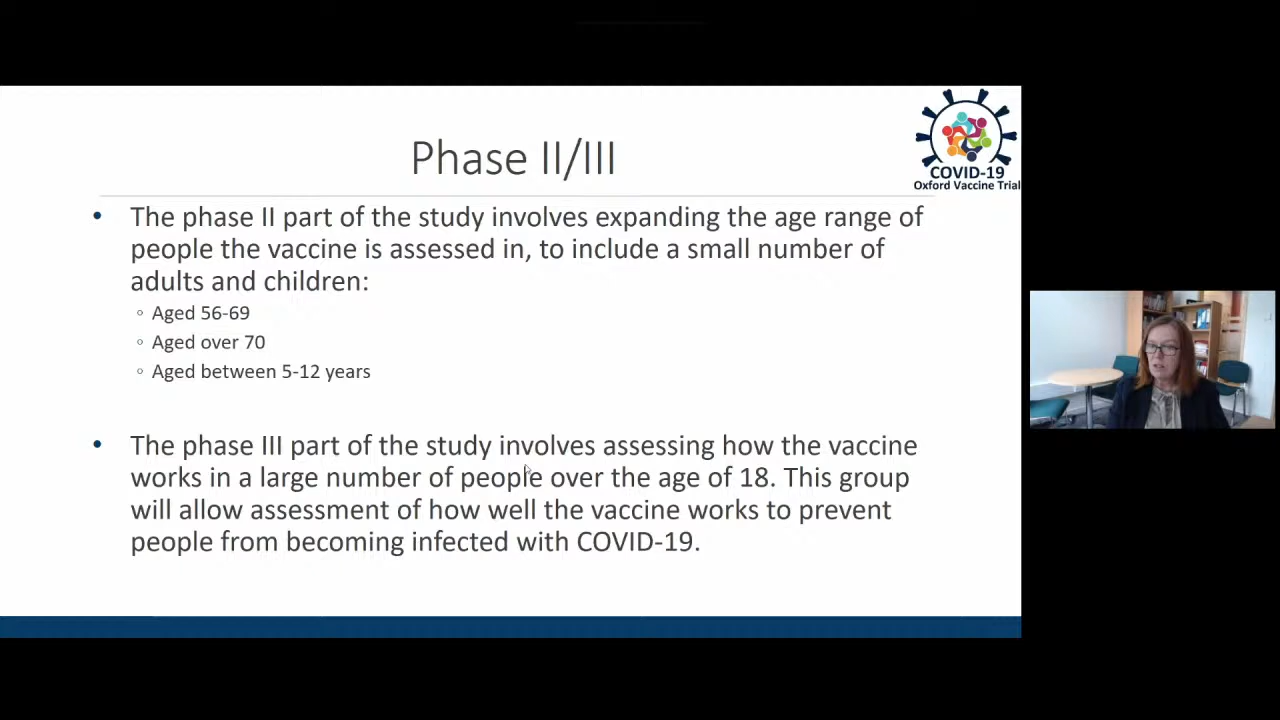 Phase II/III
COVID-19
Oxford Vaccine Trial
• The phase II part of the study involves expanding the age range of
people the vaccine is assessed in, to include a small number of
adults and children:
◦ Aged 56-69
◦ Aged over 70
◦ Aged between 5-12 years
• The phase III part of the study involves assessing how the vaccine
works in a large number of people over the age of 18. This group
will allow assessment of how well the vaccine works to prevent
people from becoming infected with COVID-19.